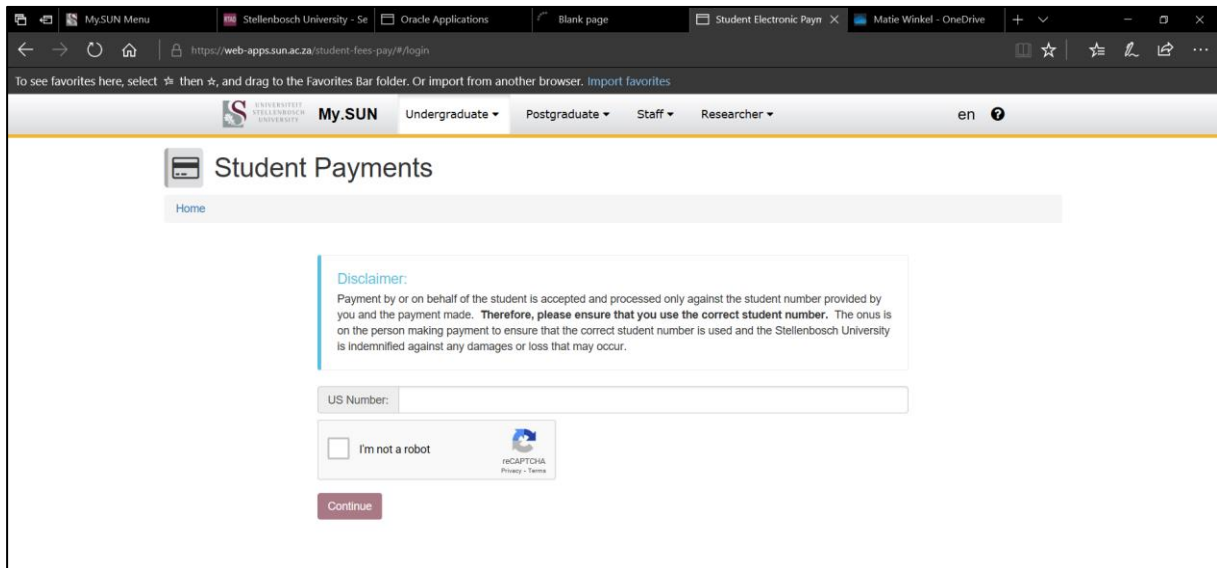 My.SUN Menu
Stellenbosch University - Se
Oracle Applications
Blank page
Student Electronic Paym
Matie Winkel - OneDrive
https://web-apps.sun.ac.za/student-fees-pay/#/login
To see favorites here, select ☆ then ☆, and drag to the Favorites Bar folder. Or import from another browser. Import favorites
UNIVERSITEIT
STELLENBOSCH
UNIVERSITY
My.SUN
Undergraduate
Postgraduate
Staff
Researcher
en
Student Payments
Home
Disclaimer:
Payment by or on behalf of the student is accepted and processed only against the student number provided by
you and the payment made. Therefore, please ensure that you use the correct student number. The onus is
on the person making payment to ensure that the correct student number is used and the Stellenbosch University
is indemnified against any damages or loss that may occur.
US Number:
I'm not a robot
reCAPTCHA
Privacy - Terms
Continue